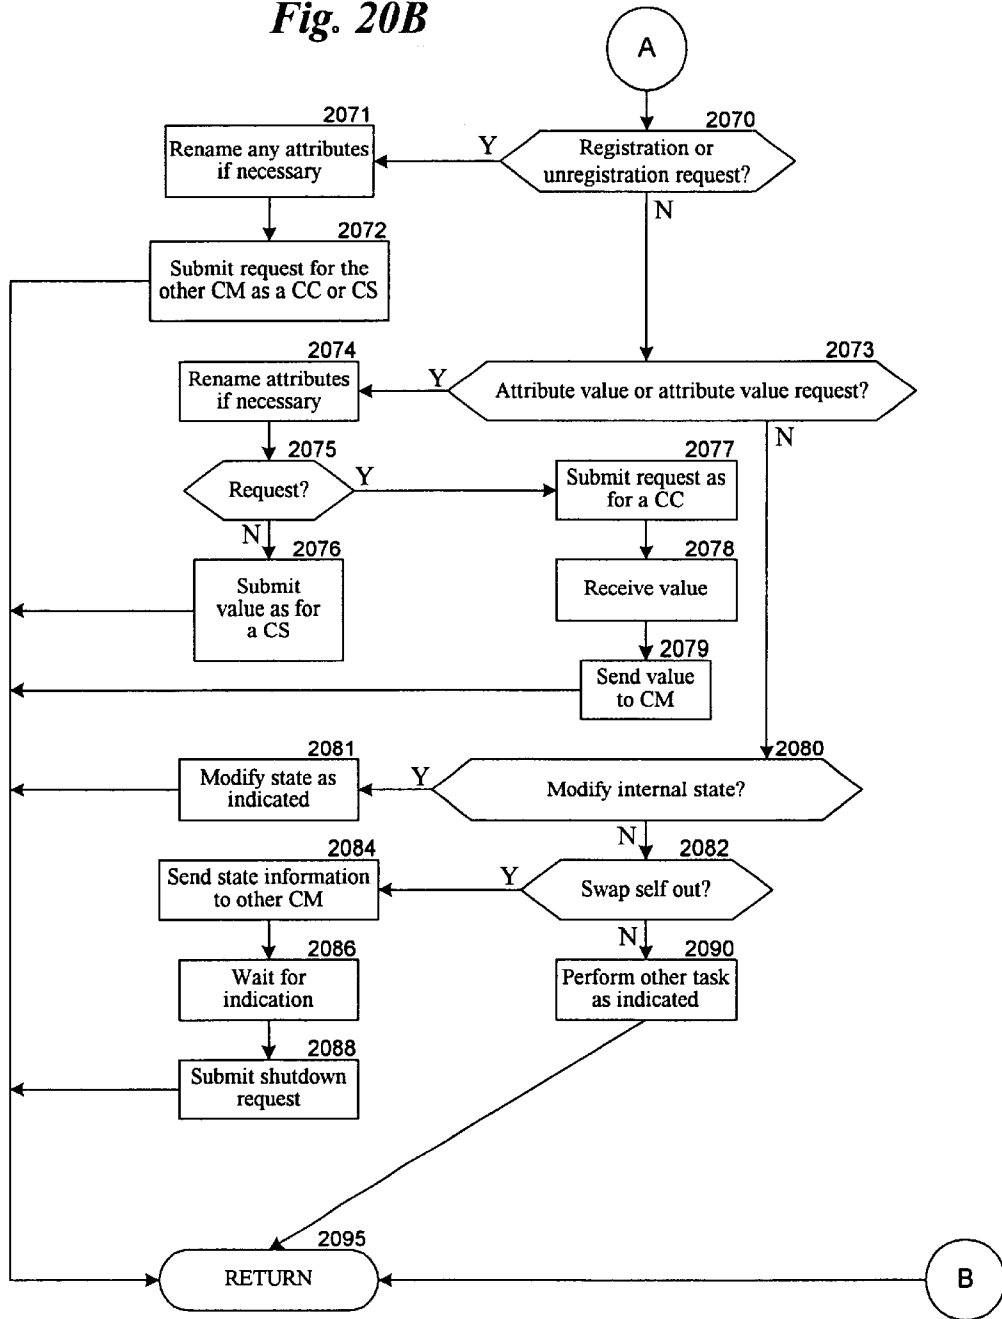 Fig. 20B
A
2070
Registration or
unregistration request?
Y
N
2071
Rename any attributes
if necessary
2072
Submit request for the
other CM as a CC or CS
2073
Attribute value or attribute value request?
Y
N
2074
Rename attributes
if necessary
2075
Request?
Y
N
2076
Submit
value as for
a CS
2077
Submit request as
for a CC
2078
Receive value
2079
Send value
to CM
2080
Modify internal state?
Y
N
2081
Modify state as
indicated
2082
Swap self out?
Y
N
2084
Send state information
to other CM
2086
Wait for
indication
2088
Submit shutdown
request
2090
Perform other task
as indicated
2095
RETURN
B